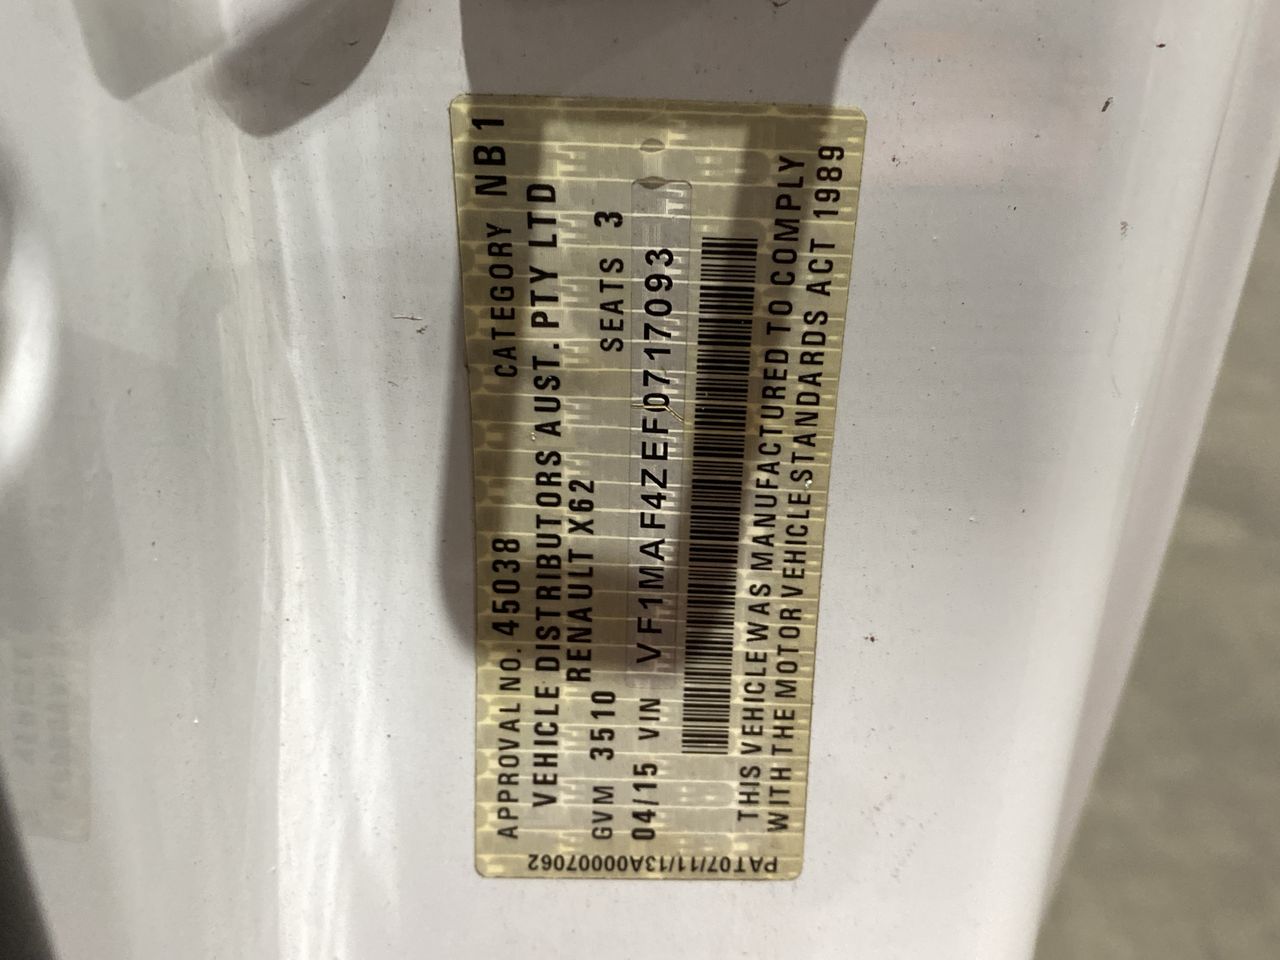 APPROVAL NO. 45038 CATEGORY NB1
VEHICLE DISTRIBUTORS AUST. PTY LTD
RENAULT X62
GVM 3510 SEATS 3
04/15 VIN VF1MAF4ZEF0717093
THIS VEHICLE WAS MANUFACTURED TO COMPLY
WITH THE MOTOR VEHICLE STANDARDS ACT 1989
PAT07/11/13A00007062